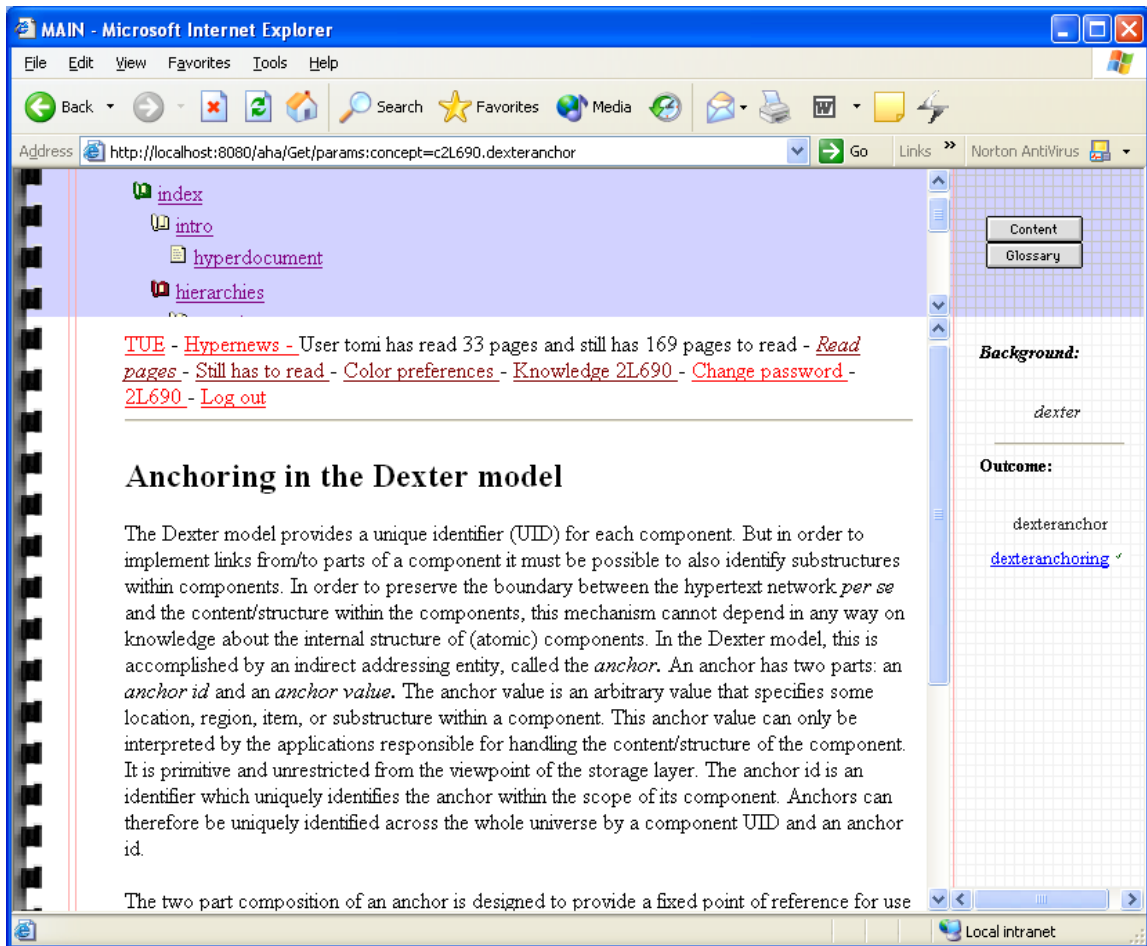 MAIN - Microsoft Internet Explorer
File Edit View Favorites Tools Help
Back Search Favorites Media
Address http://localhost:8080/aha/Get/params:concept=c2L690.dexteranchor Go Links » Norton AntiVirus
index
intro
hyperdocument
hierarchies
Content
Glossary
TUE - Hypernews - User tomi has read 33 pages and still has 169 pages to read - Read
pages - Still has to read - Color preferences - Knowledge 2L690 - Change password -
2L690 - Log out
Background:
dexter
Outcome:
dexteranchor
dexteranchoring
Anchoring in the Dexter model
The Dexter model provides a unique identifier (UID) for each component. But in order to
implement links from/to parts of a component it must be possible to also identify substructures
within components. In order to preserve the boundary between the hypertext network per se
and the content/structure within the components, this mechanism cannot depend in any way on
knowledge about the internal structure of (atomic) components. In the Dexter model, this is
accomplished by an indirect addressing entity, called the anchor. An anchor has two parts: an
anchor id and an anchor value. The anchor value is an arbitrary value that specifies some
location, region, item, or substructure within a component. This anchor value can only be
interpreted by the applications responsible for handling the content/structure of the component.
It is primitive and unrestricted from the viewpoint of the storage layer. The anchor id is an
identifier which uniquely identifies the anchor within the scope of its component. Anchors can
therefore be uniquely identified across the whole universe by a component UID and an anchor
id.
The two part composition of an anchor is designed to provide a fixed point of reference for use
Local intranet